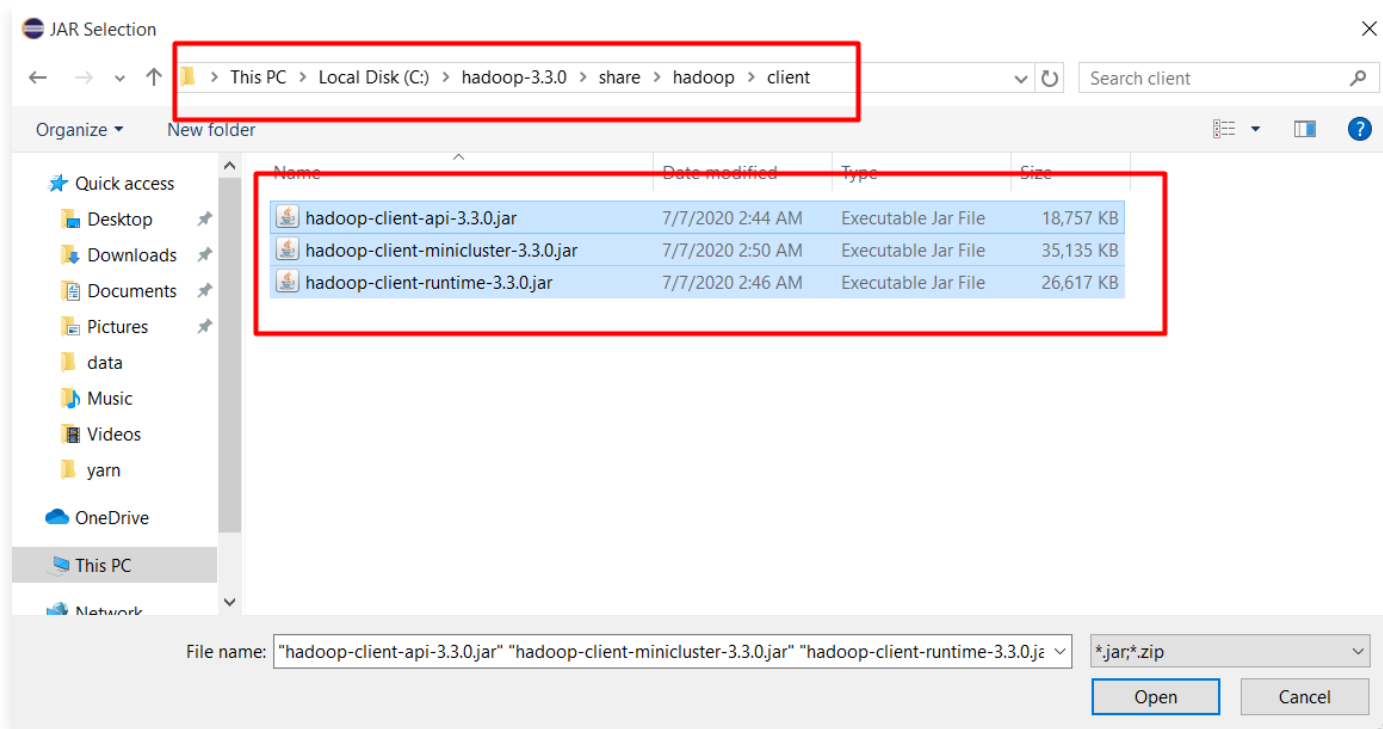 JAR Selection
This PC > Local Disk (C:) > hadoop-3.3.0 > share > hadoop > client
Search client
Organize
New folder
Name Date modified Type Size
Quick access
Desktop
Downloads
Documents
Pictures
data
Music
Videos
yarn
OneDrive
This PC
Network
hadoop-client-api-3.3.0.jar 7/7/2020 2:44 AM Executable Jar File 18,757 KB
hadoop-client-minicluster-3.3.0.jar 7/7/2020 2:50 AM Executable Jar File 35,135 KB
hadoop-client-runtime-3.3.0.jar 7/7/2020 2:46 AM Executable Jar File 26,617 KB
File name: "hadoop-client-api-3.3.0.jar" "hadoop-client-minicluster-3.3.0.jar" "hadoop-client-runtime-3.3.0.ja
*.jar;*.zip
Open
Cancel